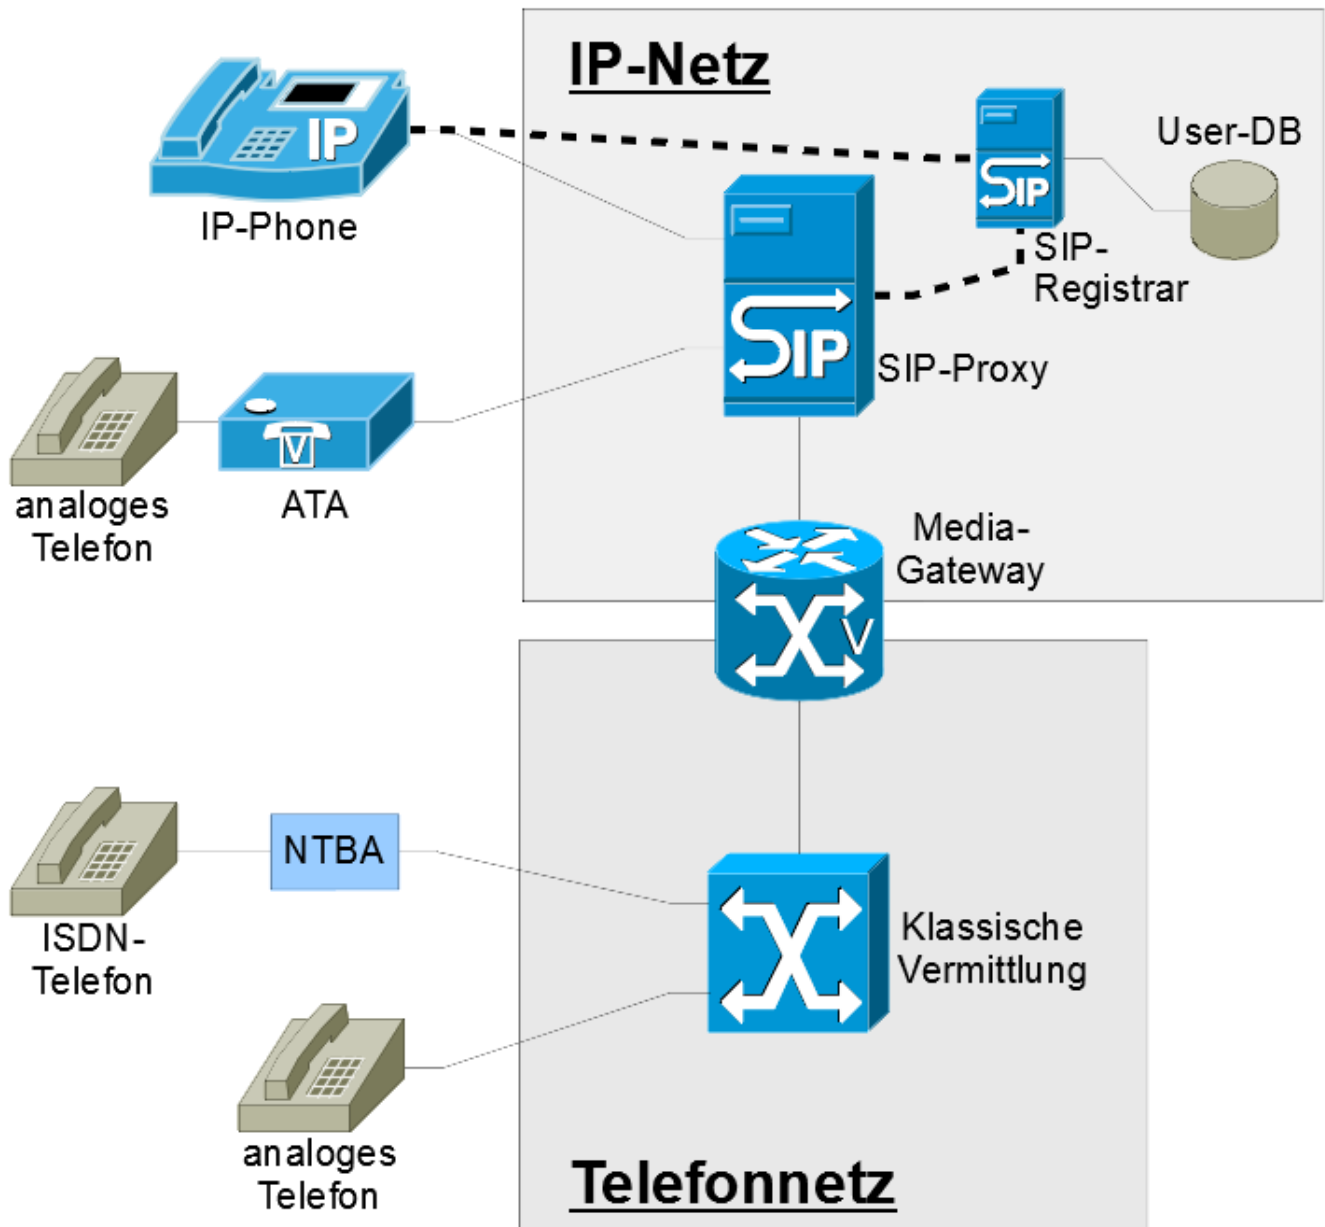 IP-Netz
IP
IP-Phone
User-DB
SIP
SIP-
Registrar
SIP
SIP-Proxy
analoges
Telefon
V
ATA
Media-
Gateway
V
ISDN-
Telefon
NTBA
Klassische
Vermittlung
analoges
Telefon
Telefonnetz